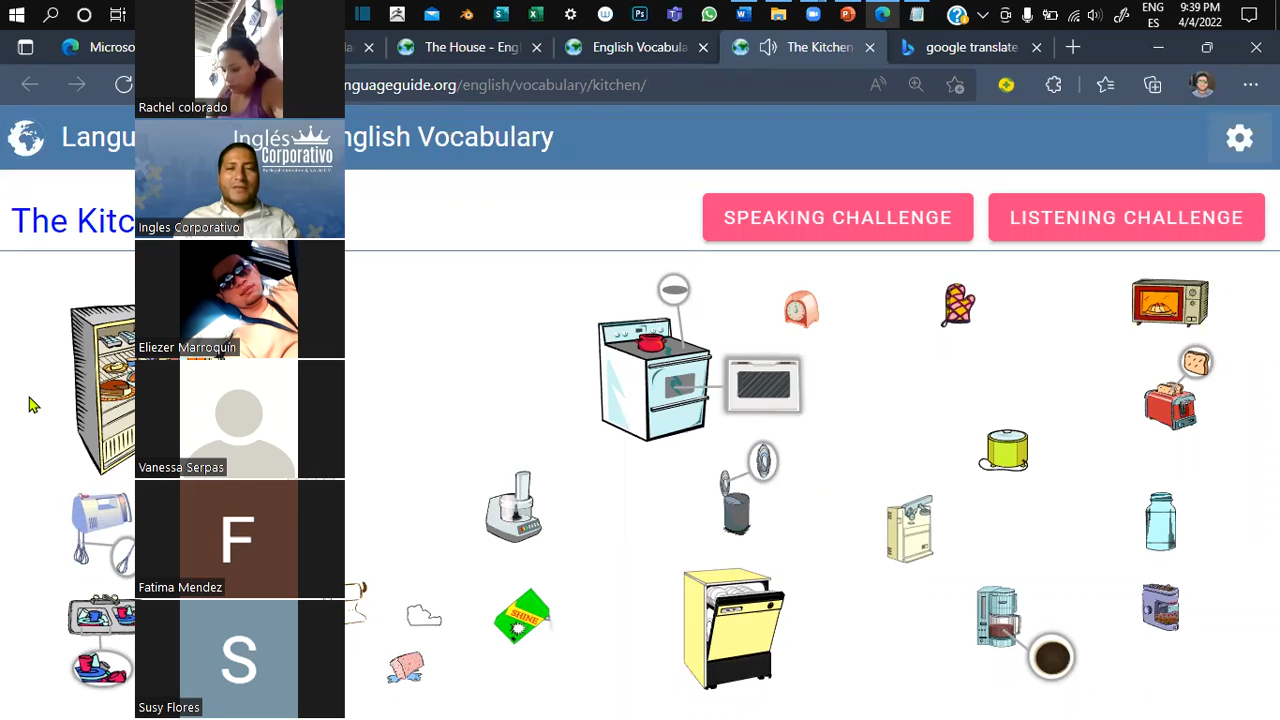 9:39 PM
ENG
ES
4/4/2022
Microso
The House - Engl
English Vocabula
The Kitchen
google translate
nguageguide.org/english/vocabulary/kitchen/
Langu
nglish Vocabulary
The Kitc
SPEAKING CHALLENGE
LISTENING CHALLENGE
Rachel colorado
Inglés
Corporativo
Ingles Corporativo
Eliezer Marroquín
Vanessa Serpas
F
Fatima Mendez
S
Susy Flores
SHINE